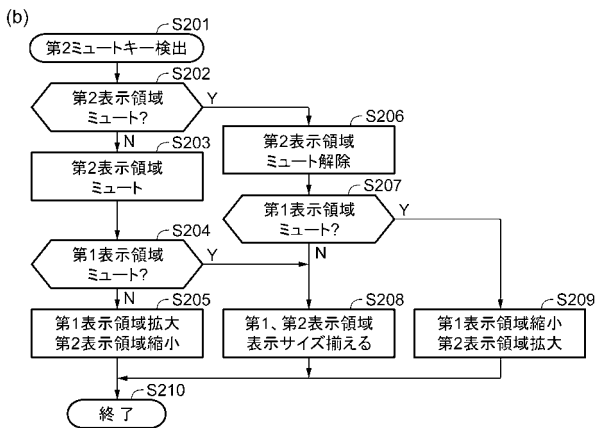 (b)
S201
第2ミュートキー検出
S202
第2表示領域
ミュート?
Y
N
S203
第2表示領域
ミュート
S204
第1表示領域
ミュート?
Y
N
S205
第1表示領域拡大
第2表示領域縮小
S206
第2表示領域
ミュート解除
S207
第1表示領域
ミュート?
Y
N
S208
第1、第2表示領域
表示サイズ揃える
S209
第1表示領域縮小
第2表示領域拡大
S210
終了